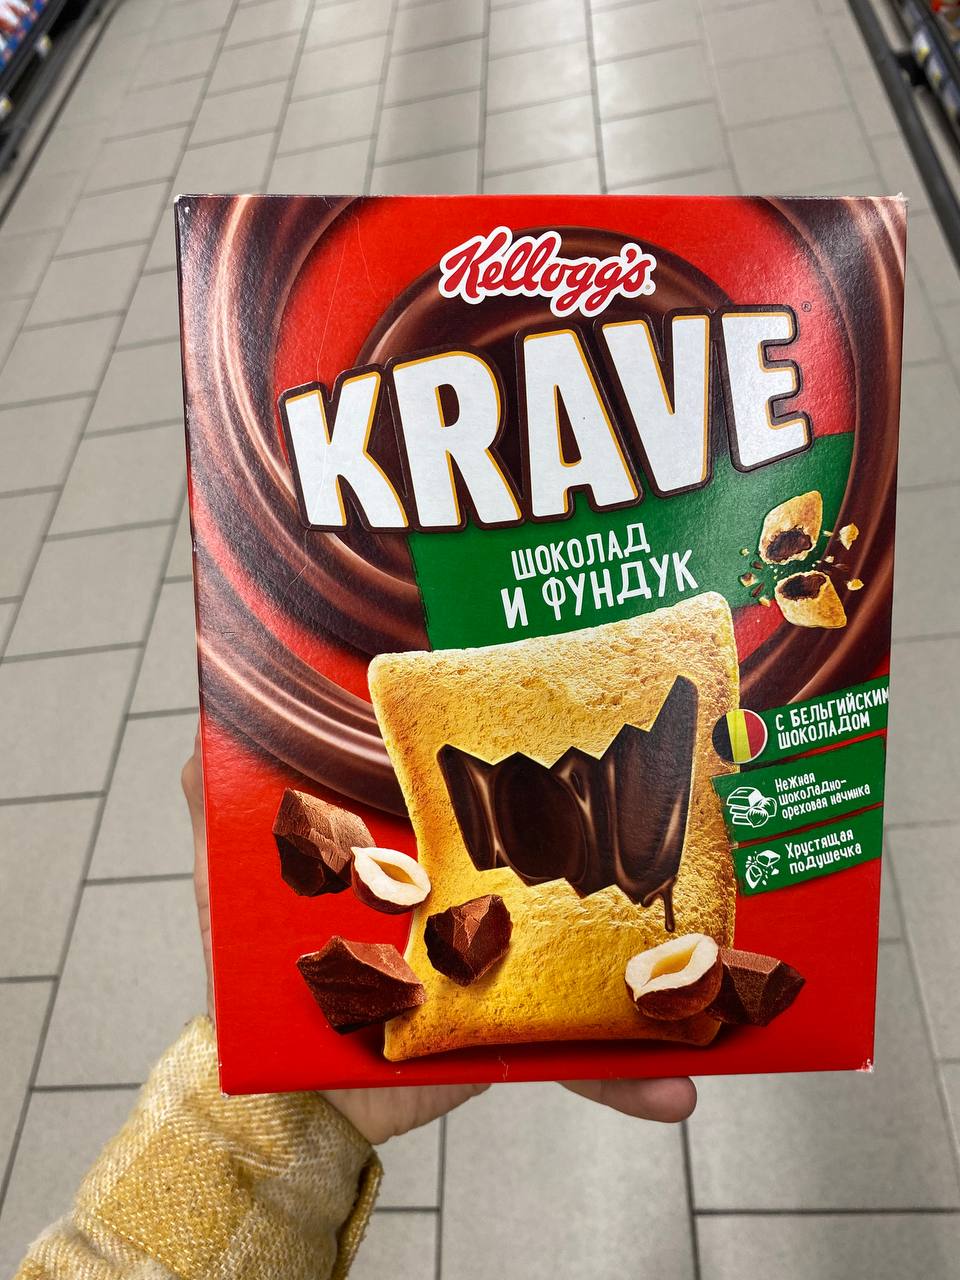 Kellogg's
KRAVE
ШОКОЛАД
И ФУНДУК
С БЕЛЬГИЙСКИМ
ШОКОЛАДОМ
Нежная
шоколадно-
ореховая начинка
Хрустящая
подушечка